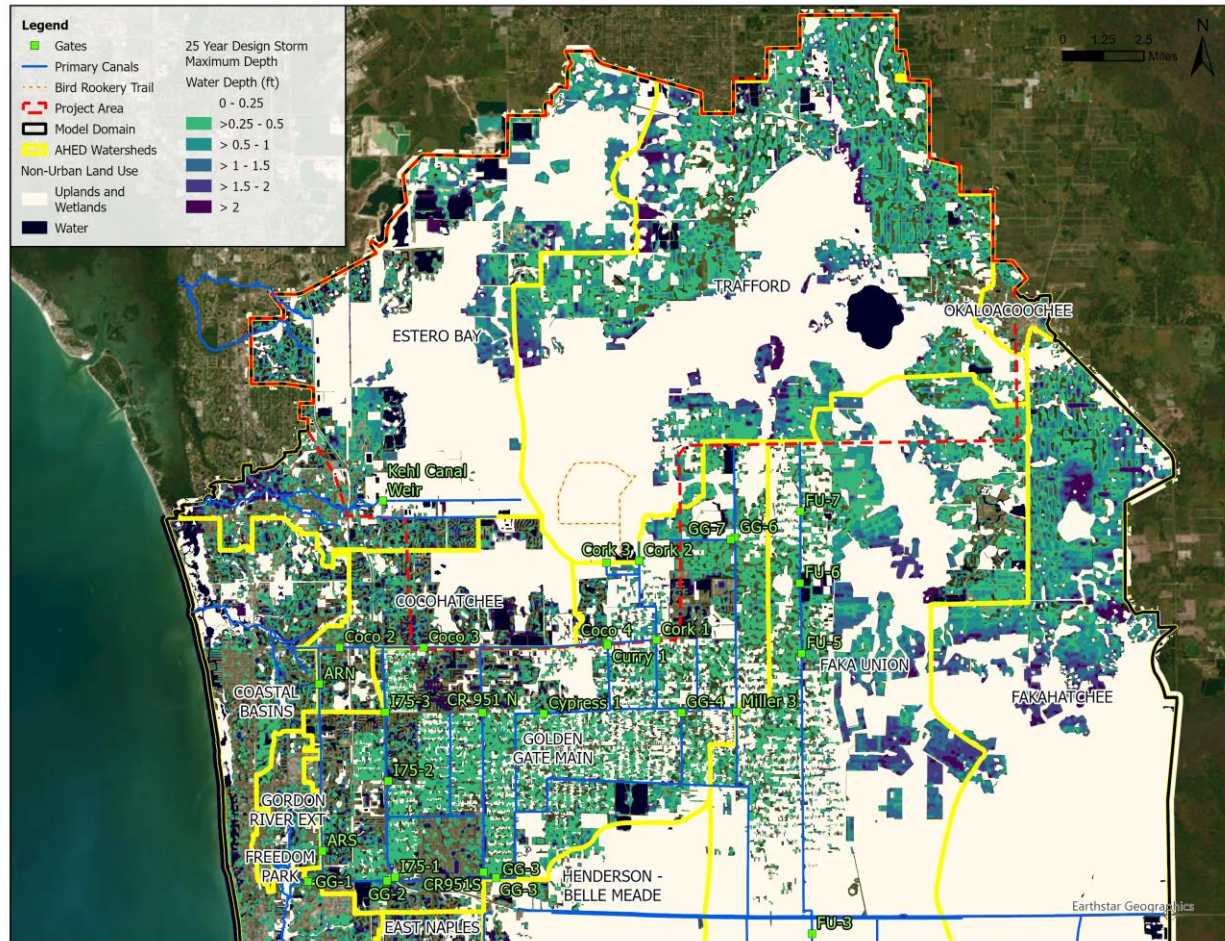 Legend
Gates
Primary Canals
Bird Rookery Trail
Project Area
Model Domain
AHED Watersheds
Non-Urban Land Use
Uplands and
Wetlands
Water
25 Year Design Storm
Maximum Depth
Water Depth (ft)
0 - 0.25
>0.25 - 0.5
> 0.5 - 1
> 1 - 1.5
> 1.5 - 2
> 2
N
0 1.25 2.5
Miles
TRAFFORD
OKALOACOOCHEE
ESTERO BAY
Kehl Canal
Weir
FU-7
GG-7 GG-6
Cork 3 Cork 2
FU-6
COCOHATCHEE
Coco 2 Coco 3 Coco 4 Cork 1
Curry 1
FU-5
FAKA UNION
ARN
COASTAL
BASINS
FAKAHATCHEE
I75-3 CR 951 N Cypress 1 GG-4 Miller 3
GOLDEN
GATE MAIN
I75-2
GORDON
RIVER EXT
ARS
FREEDOM
PARK
GG-1 GG-2 I75-1 CR951S GG-3
GG-3
HENDERSON -
BELLE MEADE
EAST NAPLES
FU-3
Earthstar Geographics